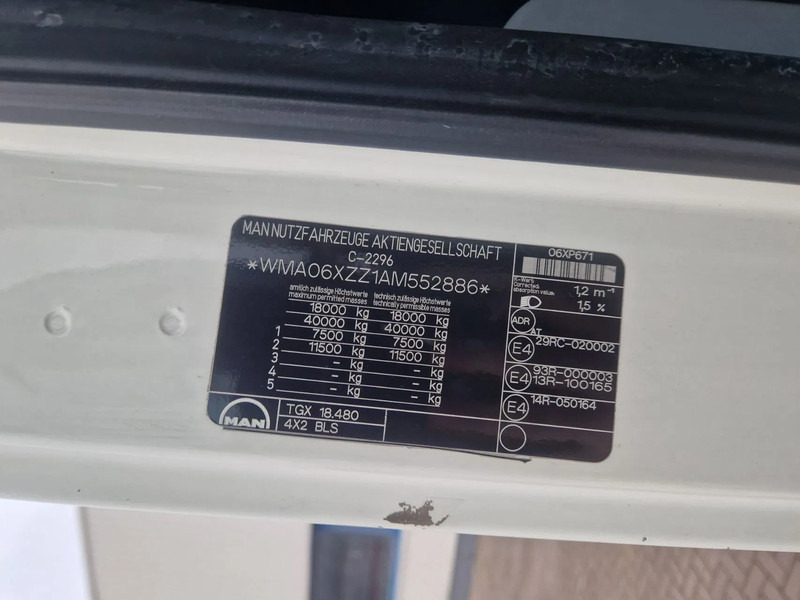 MAN NUTZFAHRZEUGE AKTIENGESELLSCHAFT
C-2296
*WMA06XZZ1AM552886*
amtlich zulässige Höchstwerte
maximum permitted masses
technisch zulässige Höchstwerte
technically permissible masses
18000 kg 18000 kg
40000 kg 40000 kg
1 7500 kg 7500 kg
2 11500 kg 11500 kg
3 - kg - kg
4 - kg - kg
5 - kg - kg
MAN
TGX 18.480
4X2 BLS
06XP671
Corrected
absorption value:
1,2 m⁻¹
1,5 %
ADR
AT
E4 29RC-020002
E4 93R-000003
13R-100165
E4 14R-050164